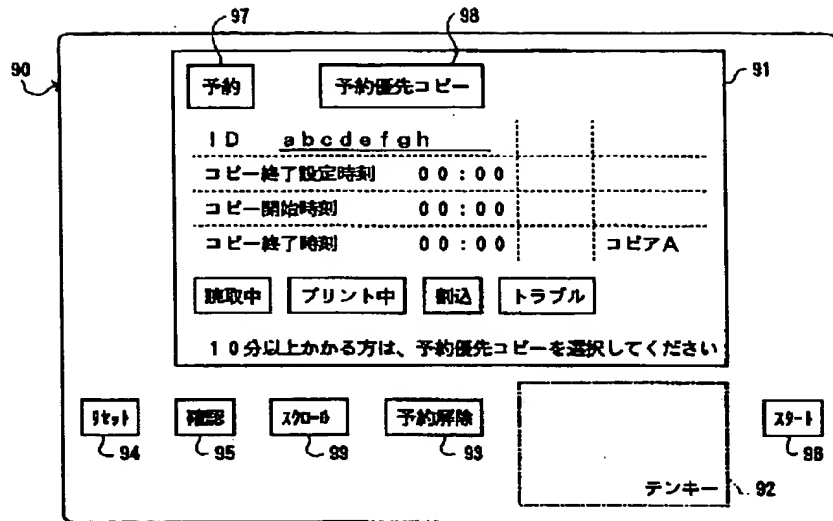 97 98
90 91
予約 予約優先コピー
ID abcdefgh
コピー終了設定時刻 00:00
コピー開始時刻 00:00
コピー終了時刻 00:00 コピアA
読取中 プリント中 割込 トラブル
10分以上かかる方は、予約優先コピーを選択してください
リセット 確認 スクロール 予約解除 スタート
94 95 99 93 テンキー 92